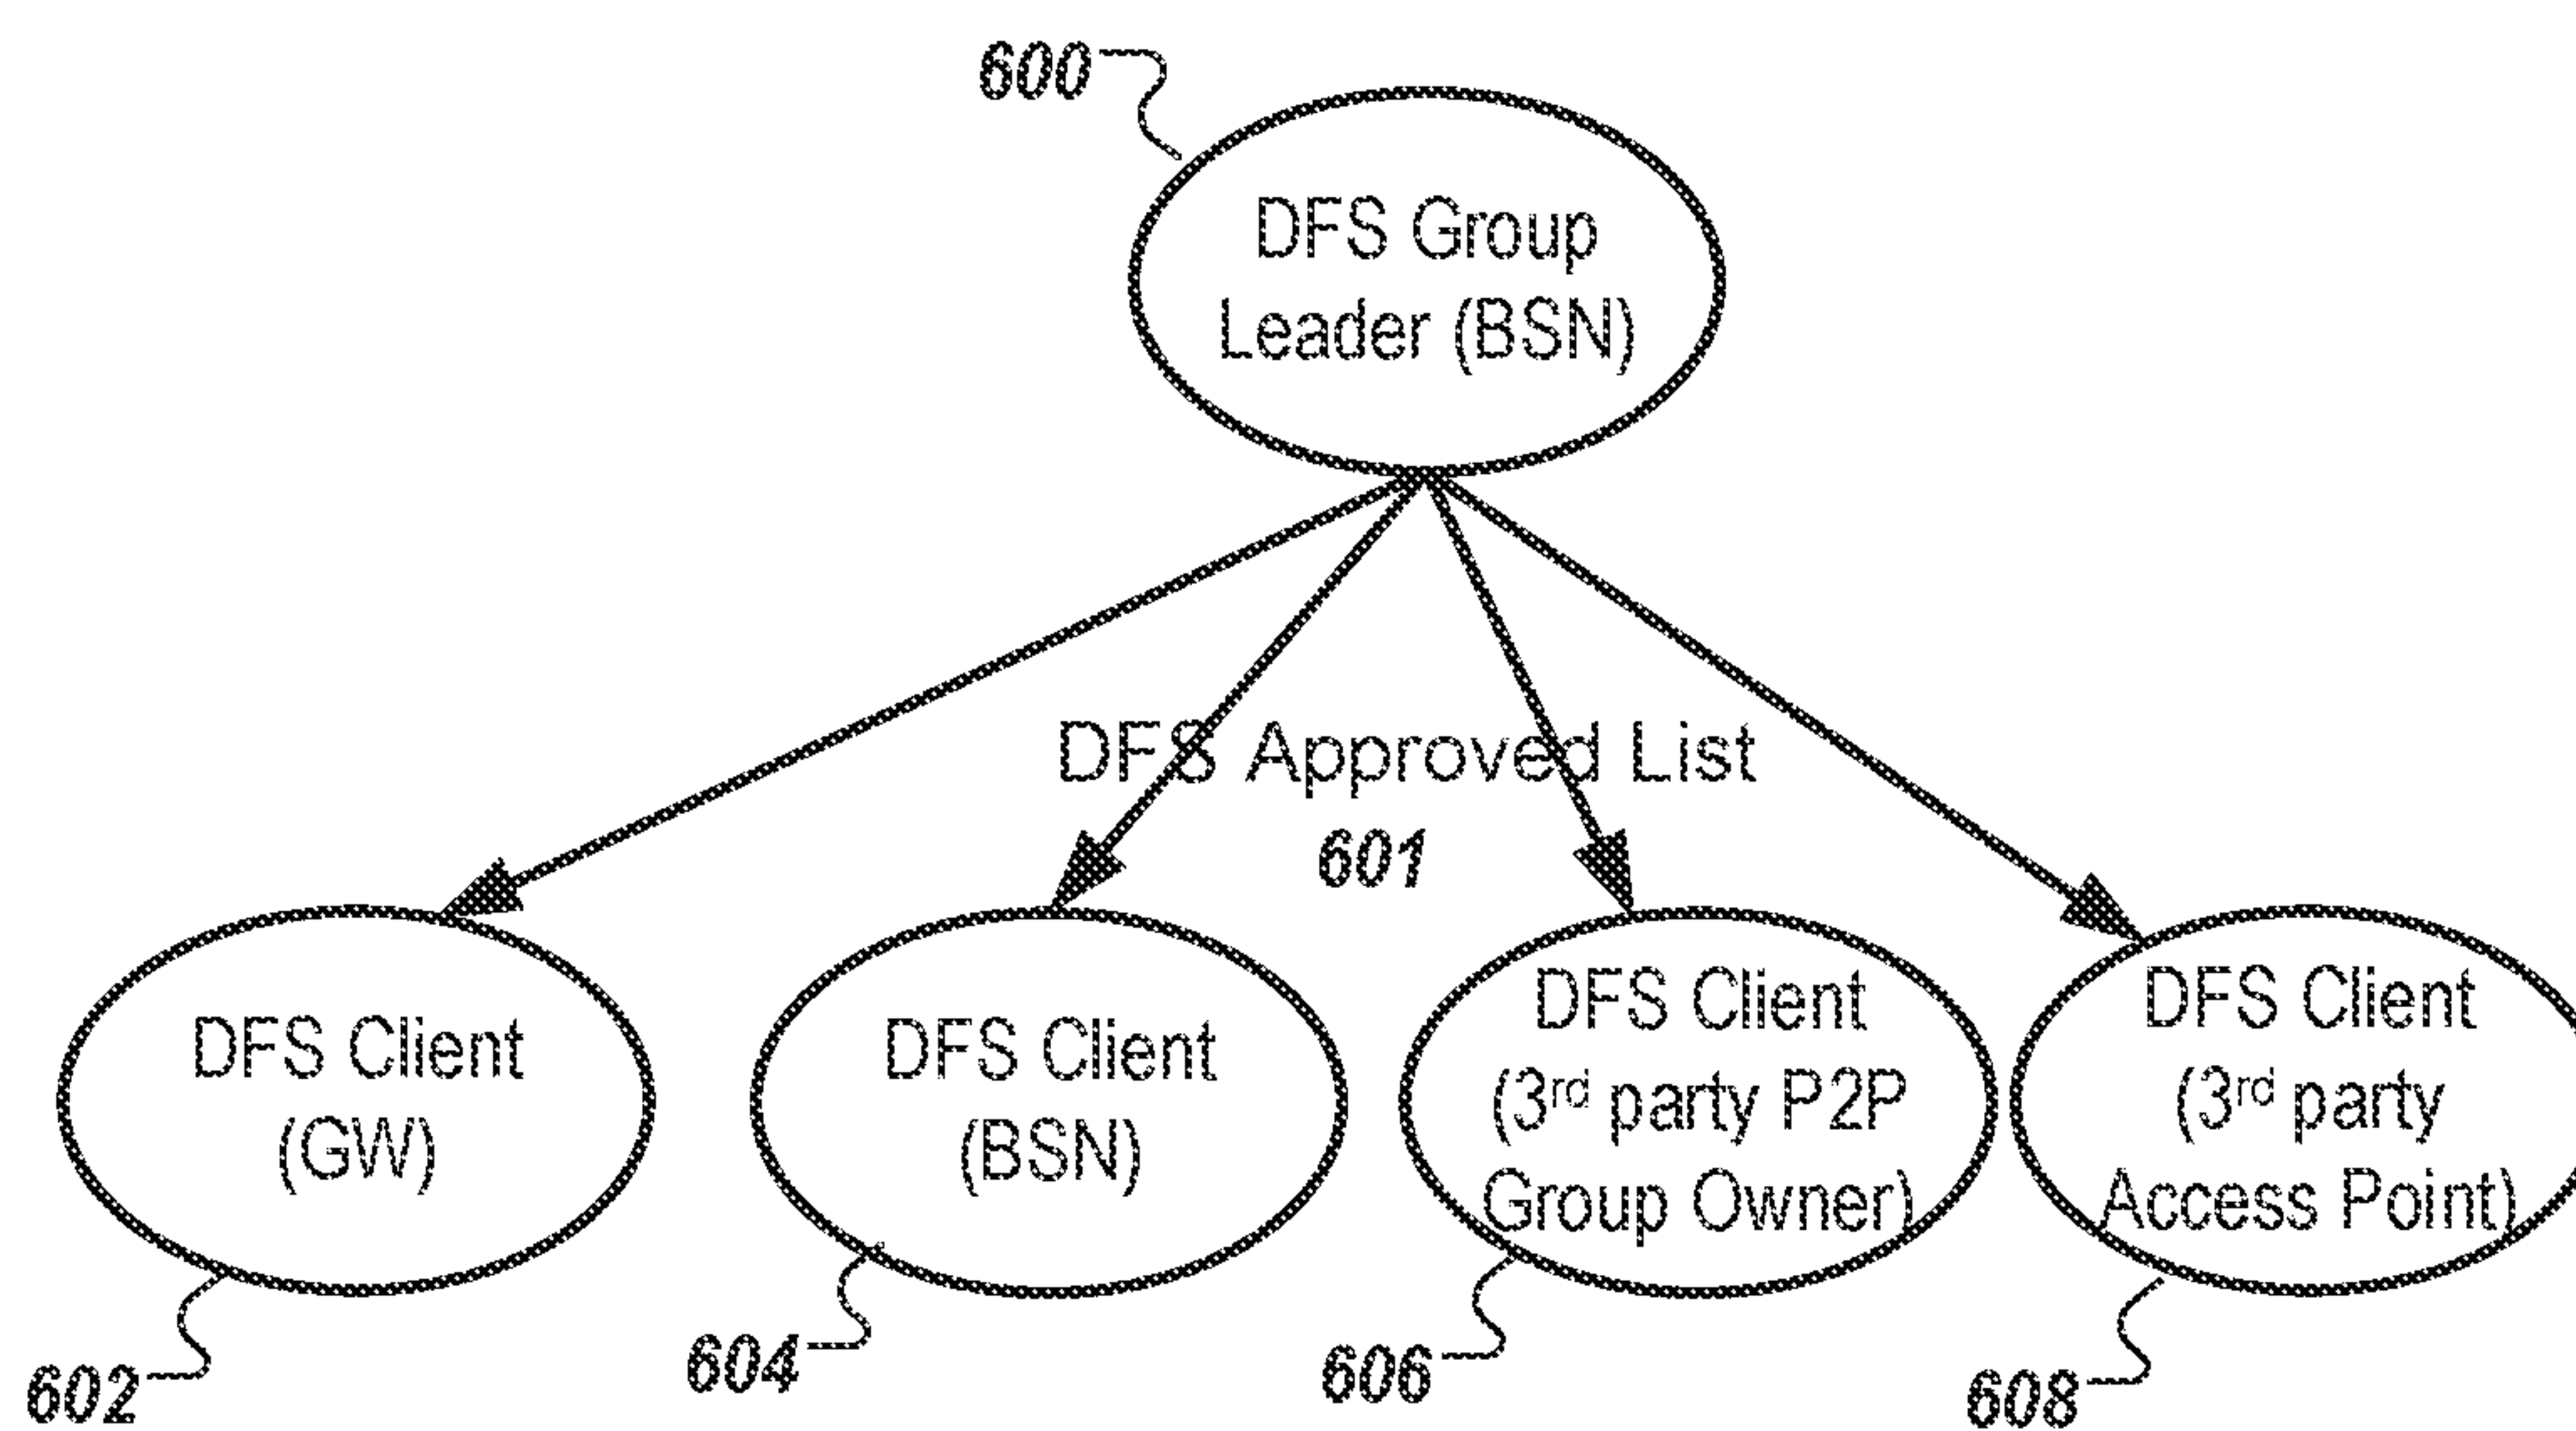 600
DFS Group
Leader (BSN)
DFS Approved List
601
DFS Client
(GW)
602
DFS Client
(BSN)
604
DFS Client
(3rd party P2P
Group Owner)
606
DFS Client
(3rd party
Access Point)
608